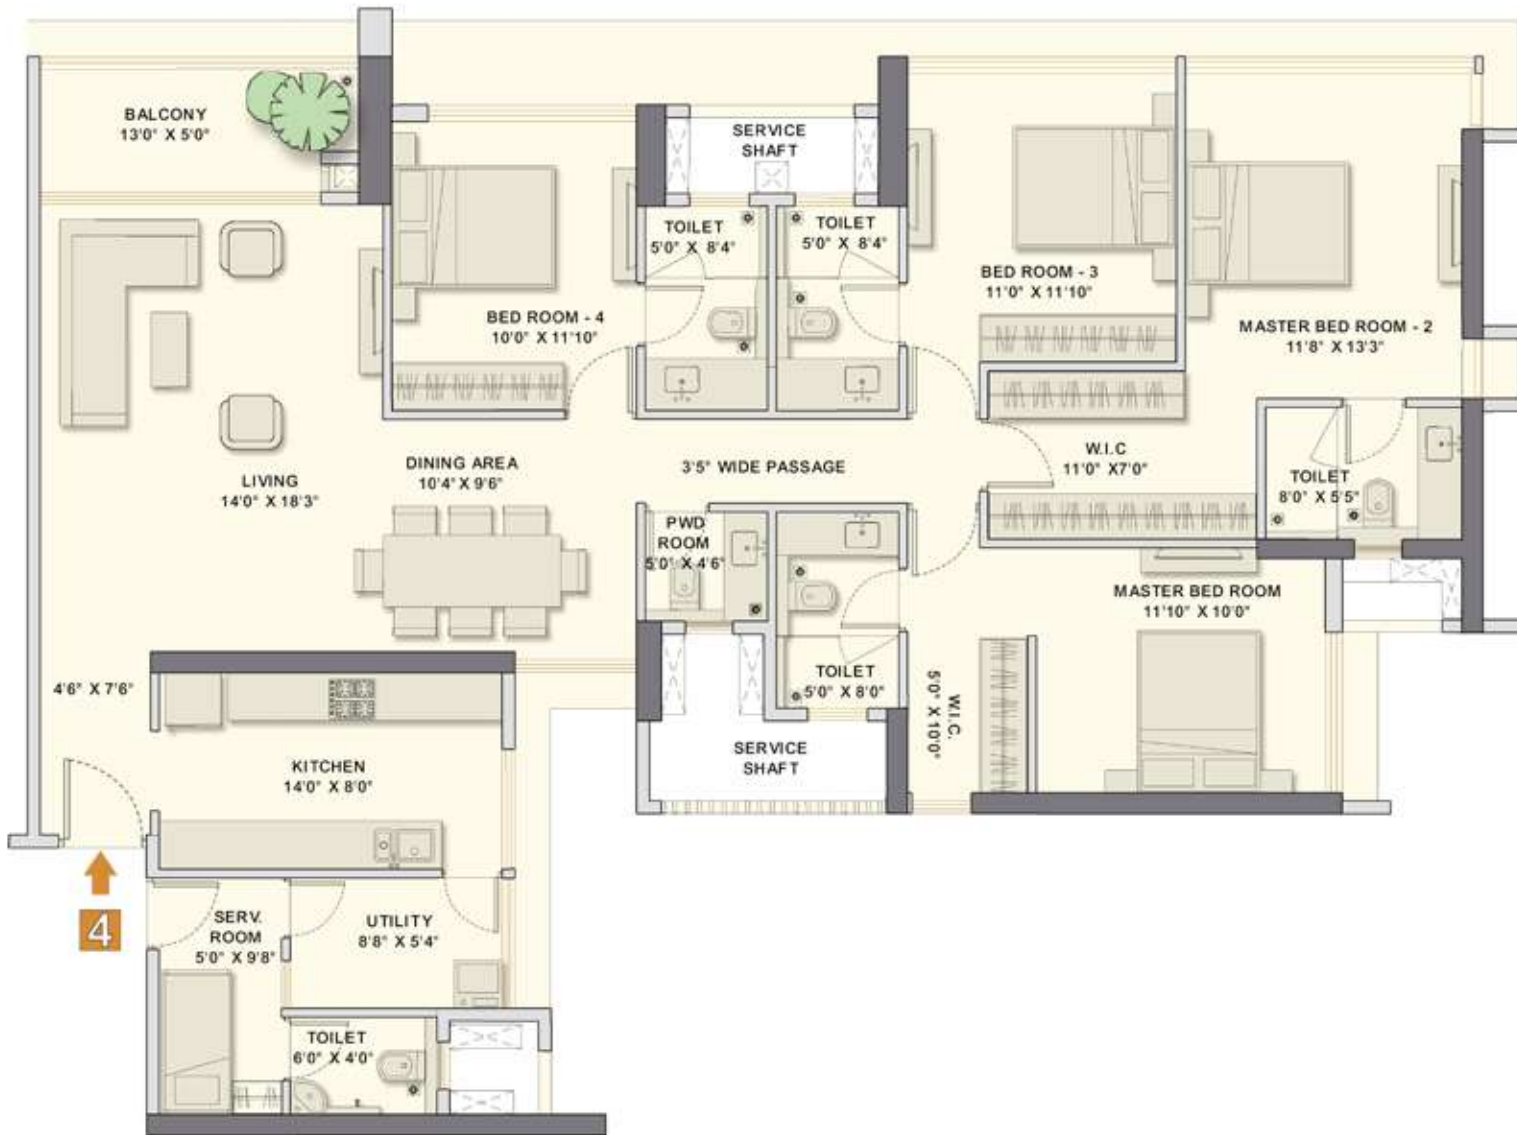 BALCONY
13'0" X 5'0"
SERVICE
SHAFT
TOILET
5'0" X 8'4"
TOILET
5'0" X 8'4"
BED ROOM - 3
11'0" X 11'10"
BED ROOM - 4
10'0" X 11'10"
MASTER BED ROOM - 2
11'8" X 13'3"
LIVING
14'0" X 18'3"
DINING AREA
10'4" X 9'6"
3'5" WIDE PASSAGE
W.I.C
11'0" X7'0"
TOILET
8'0" X 5'5"
PWD.
ROOM
5'0" X 4'6"
MASTER BED ROOM
11'10" X 10'0"
TOILET
5'0" X 8'0"
W.I.C.
5'0" X 10'0"
4'6" X 7'6"
KITCHEN
14'0" X 8'0"
SERVICE
SHAFT
4
SERV.
ROOM
5'0" X 9'8"
UTILITY
8'8" X 5'4"
TOILET
6'0" X 4'0"